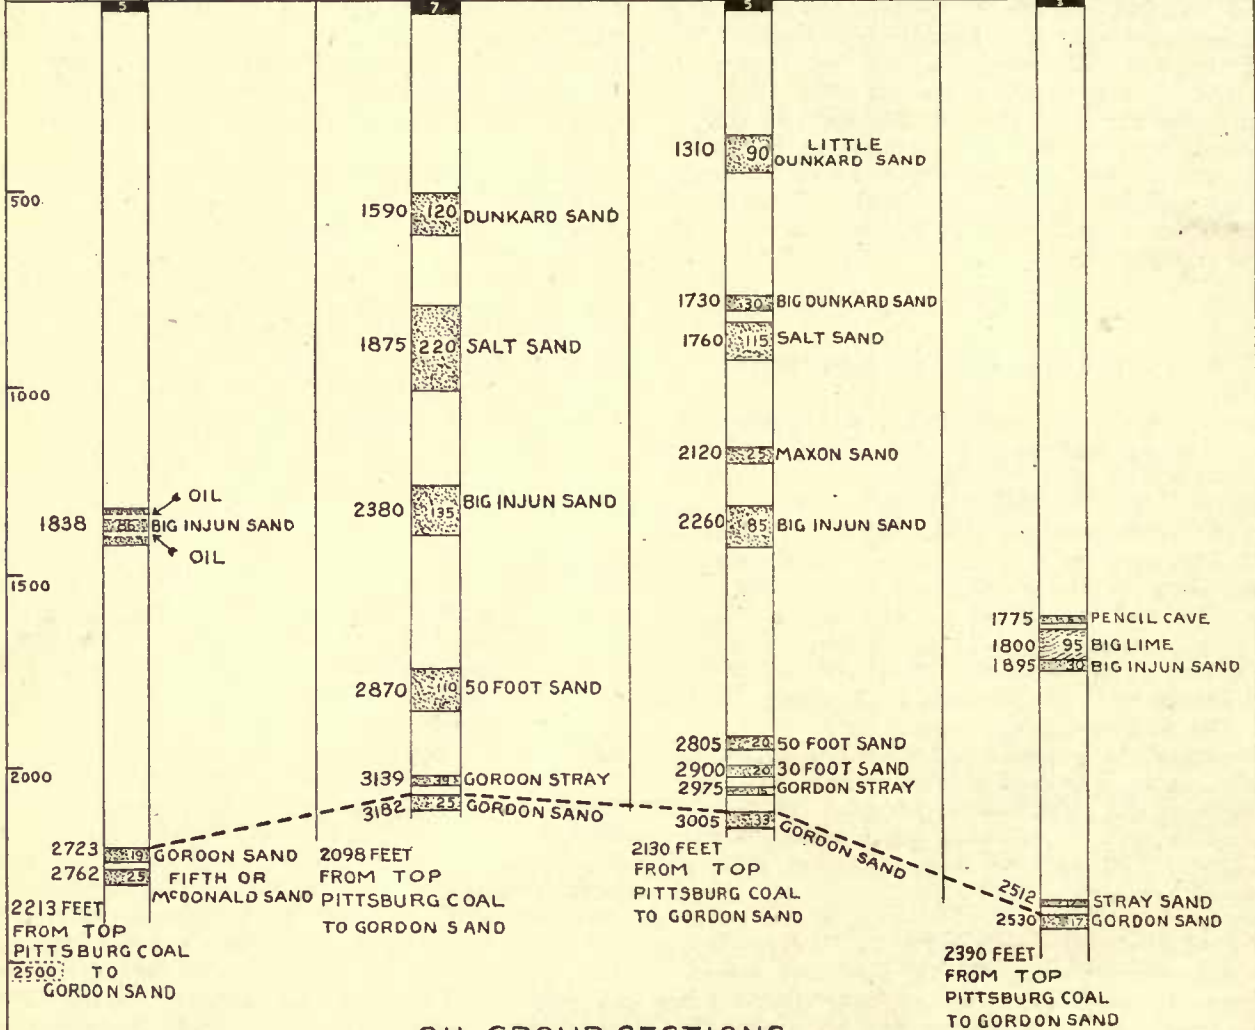 5
7
5
3
500
1000
1500
2000
2500
OIL
1838 86 BIG INJUN SAND
OIL
2723 19 GORDON SAND
2762 25 FIFTH OR
McDONALD SAND
2213 FEET
FROM TOP
PITTSBURG COAL
TO
GORDON SAND
1590 120 DUNKARD SAND
1875 220 SALT SAND
2380 135 BIG INJUN SAND
2870 110 50 FOOT SAND
3139 GORDON STRAY
3182 25 GORDON SAND
2098 FEET
FROM TOP
PITTSBURG COAL
TO GORDON SAND
1310 90 LITTLE
DUNKARD SAND
1730 30 BIG DUNKARD SAND
1760 115 SALT SAND
2120 25 MAXON SAND
2260 85 BIG INJUN SAND
2805 20 50 FOOT SAND
2900 20 30 FOOT SAND
2975 15 GORDON STRAY
3005 33 GORDON SAND
2130 FEET
FROM TOP
PITTSBURG COAL
TO GORDON SAND
1775 PENCIL CAVE
1800 95 BIG LIME
1895 30 BIG INJUN SAND
2512 STRAY SAND
2530 17 GORDON SAND
2390 FEET
FROM TOP
PITTSBURG COAL
TO GORDON SAND